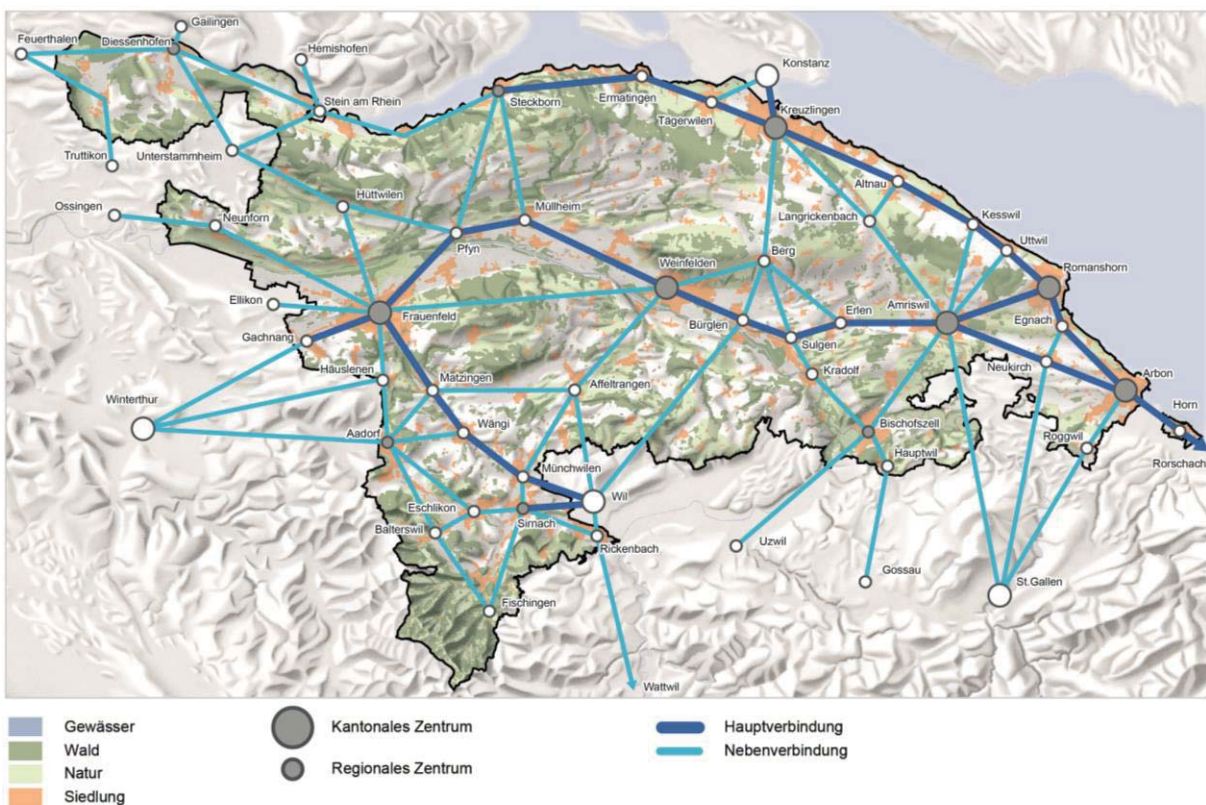 Gailingen
Feuerthalen
Diessenhofen
Hemishofen
Konstanz
Stein am Rhein
Steckborn
Ermatingen
Tägerwilen
Kreuzlingen
Truttikon
Unterstammheim
Altnau
Ossingen
Neunforn
Hüttwilen
Müllheim
Langrickenbach
Kesswil
Pfyn
Uttwil
Weinfelden
Berg
Romanshorn
Ellikon
Frauenfeld
Amriswil
Erlen
Egnach
Gachnang
Bürglen
Sulgen
Häuslenen
Matzingen
Affeltrangen
Kradolf
Neukirch
Arbon
Winterthur
Horn
Aadorf
Wängi
Bischofszell
Roggwil
Rorschach
Münchwilen
Hauptwil
Eschlikon
Wil
Sirnach
Balterswil
Rickenbach
Uzwil
Gossau
St.Gallen
Fischingen
Wattwil
Gewässer
Wald
Natur
Siedlung
Kantonales Zentrum
Regionales Zentrum
Hauptverbindung
Nebenverbindung